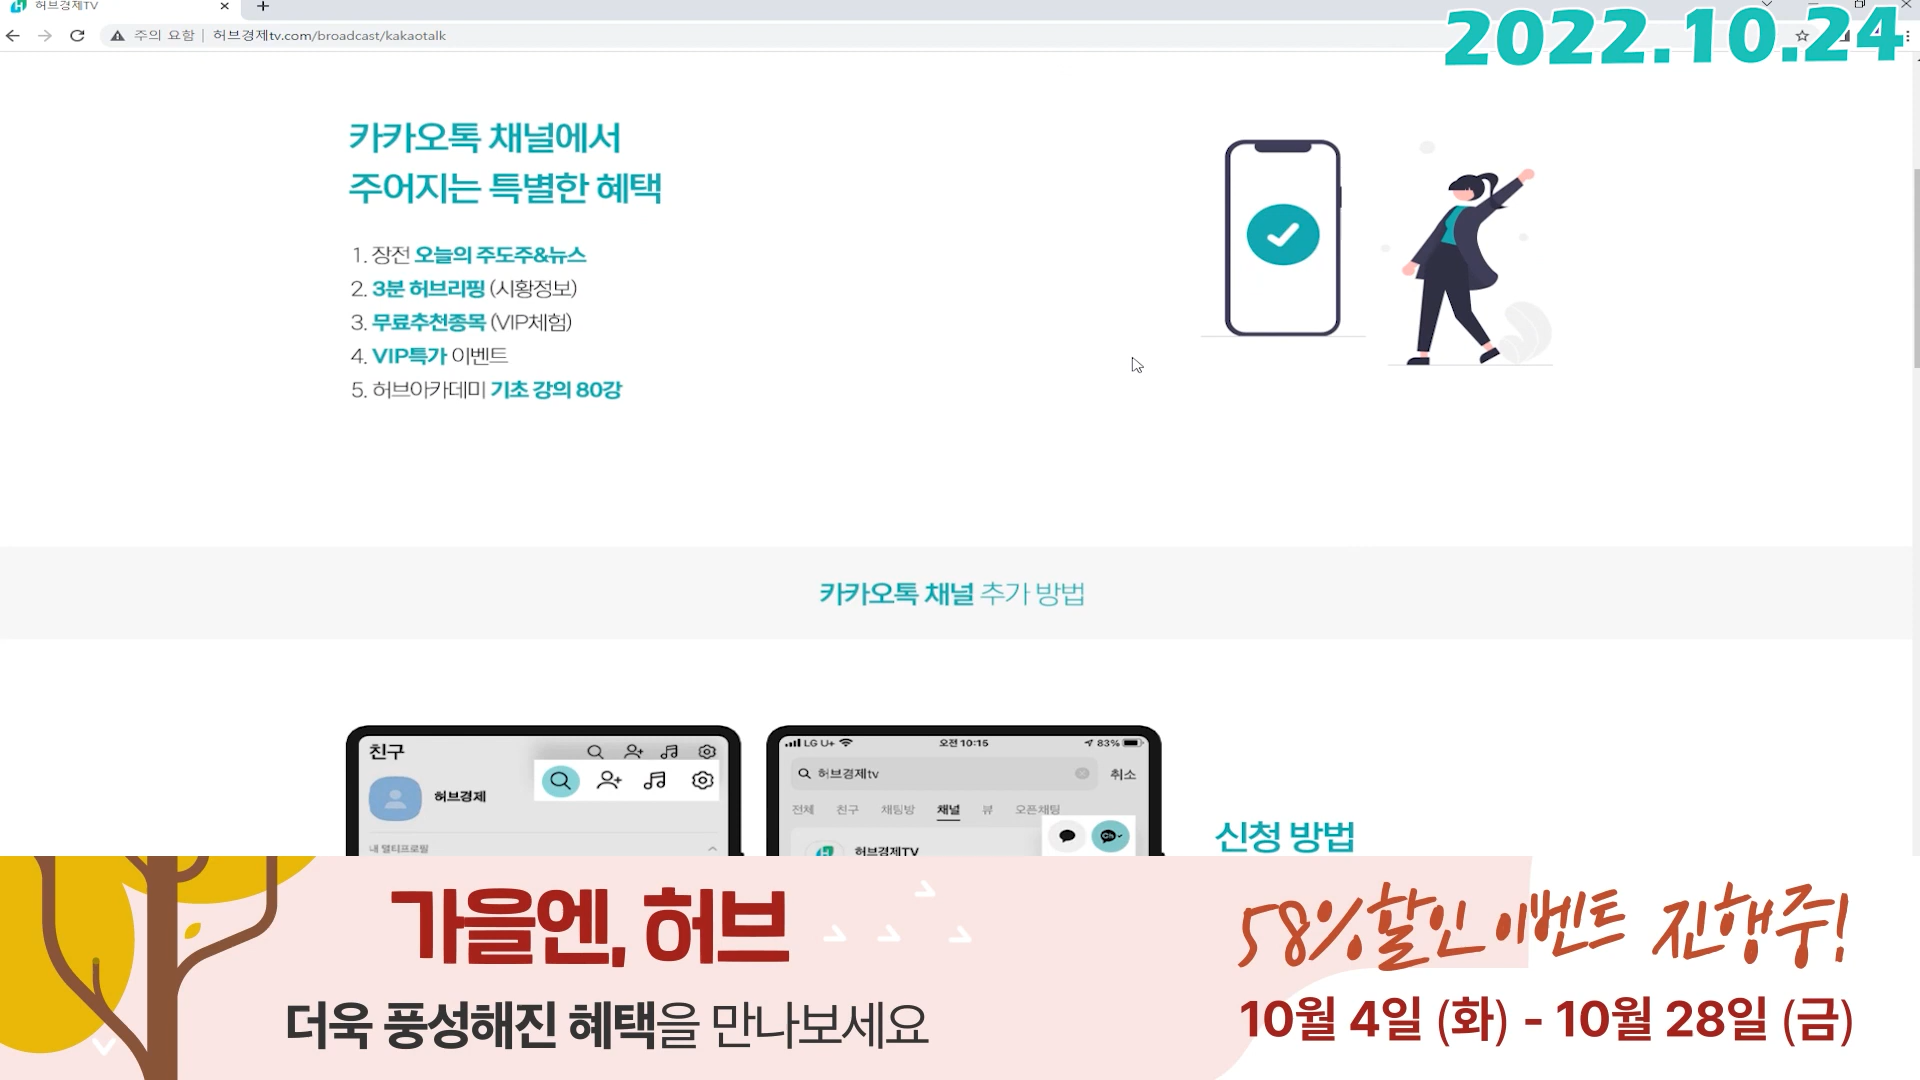 허브경제TV
2022.10.24
주의 요함 | 허브경제tv.com/broadcast/kakaotalk
카카오톡 채널에서
주어지는 특별한 혜택
1. 장전 오늘의 주도주&뉴스
2. 3분 허브리핑 (시황정보)
3. 무료추천종목 (VIP체험)
4. VIP특가 이벤트
5. 허브아카데미 기초 강의 80강
카카오톡 채널 추가 방법
친구
허브경제
내 멀티프로필
LG U+ 오전 10:15 83%
허브경제tv 취소
전체 친구 채팅방 채널 뷰 오픈채팅
허브경제TV
Ch
신청 방법
가을엔, 허브
더욱 풍성해진 혜택을 만나보세요
58%할인 이벤트 진행중!
10월 4일 (화) - 10월 28일 (금)